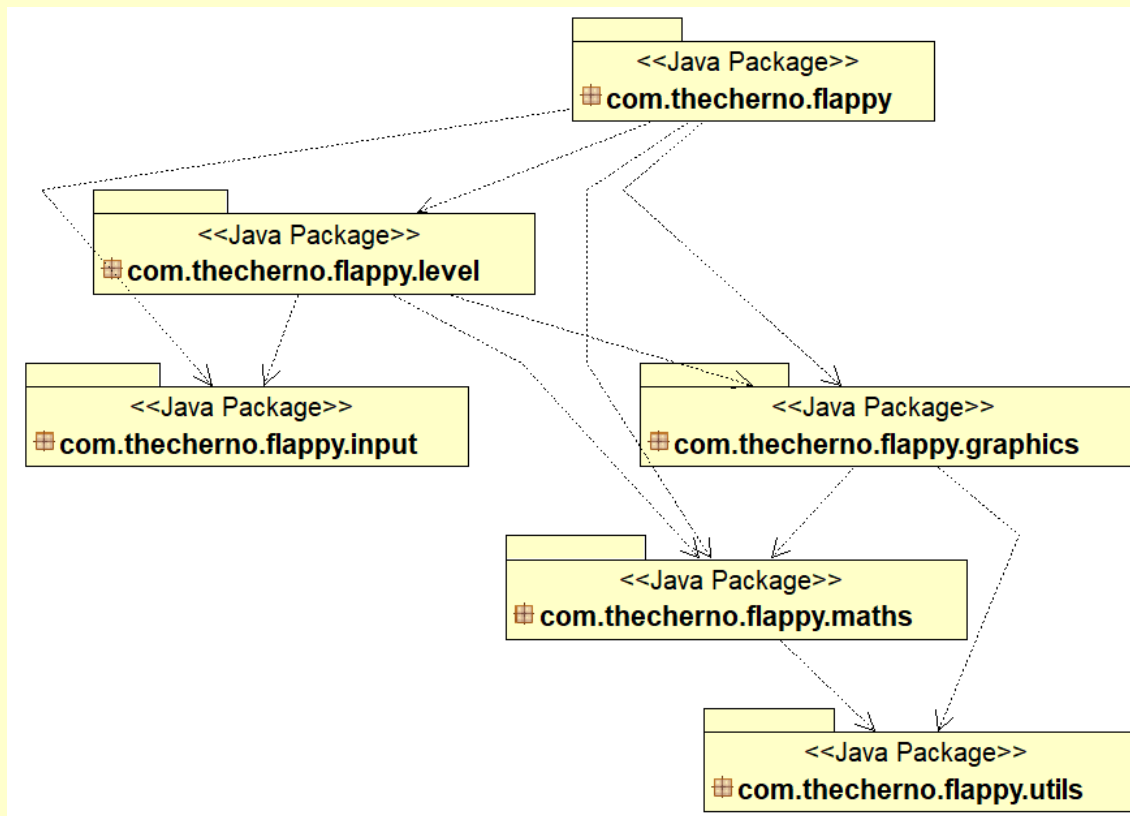 <<Java Package>>
com.thecherno.flappy
<<Java Package>>
com.thecherno.flappy.level
<<Java Package>>
com.thecherno.flappy.input
<<Java Package>>
com.thecherno.flappy.graphics
<<Java Package>>
com.thecherno.flappy.maths
<<Java Package>>
com.thecherno.flappy.utils